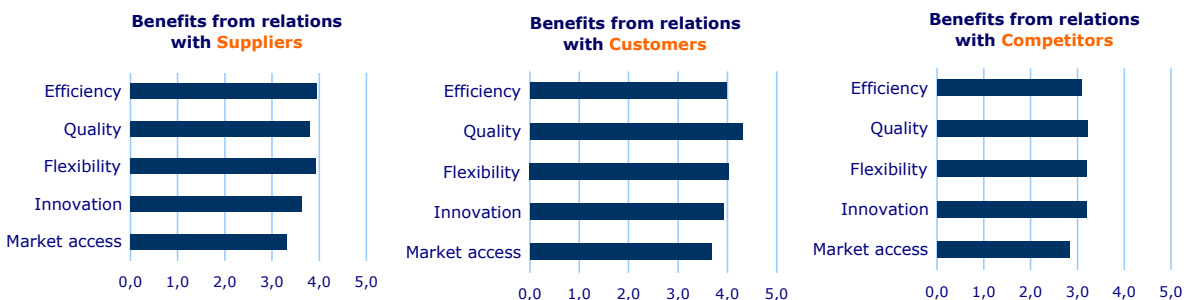 Benefits from relations
with Suppliers
Efficiency
Quality
Flexibility
Innovation
Market access
0,0 1,0 2,0 3,0 4,0 5,0
Benefits from relations
with Customers
Efficiency
Quality
Flexibility
Innovation
Market access
0,0 1,0 2,0 3,0 4,0 5,0
Benefits from relations
with Competitors
Efficiency
Quality
Flexibility
Innovation
Market access
0,0 1,0 2,0 3,0 4,0 5,0